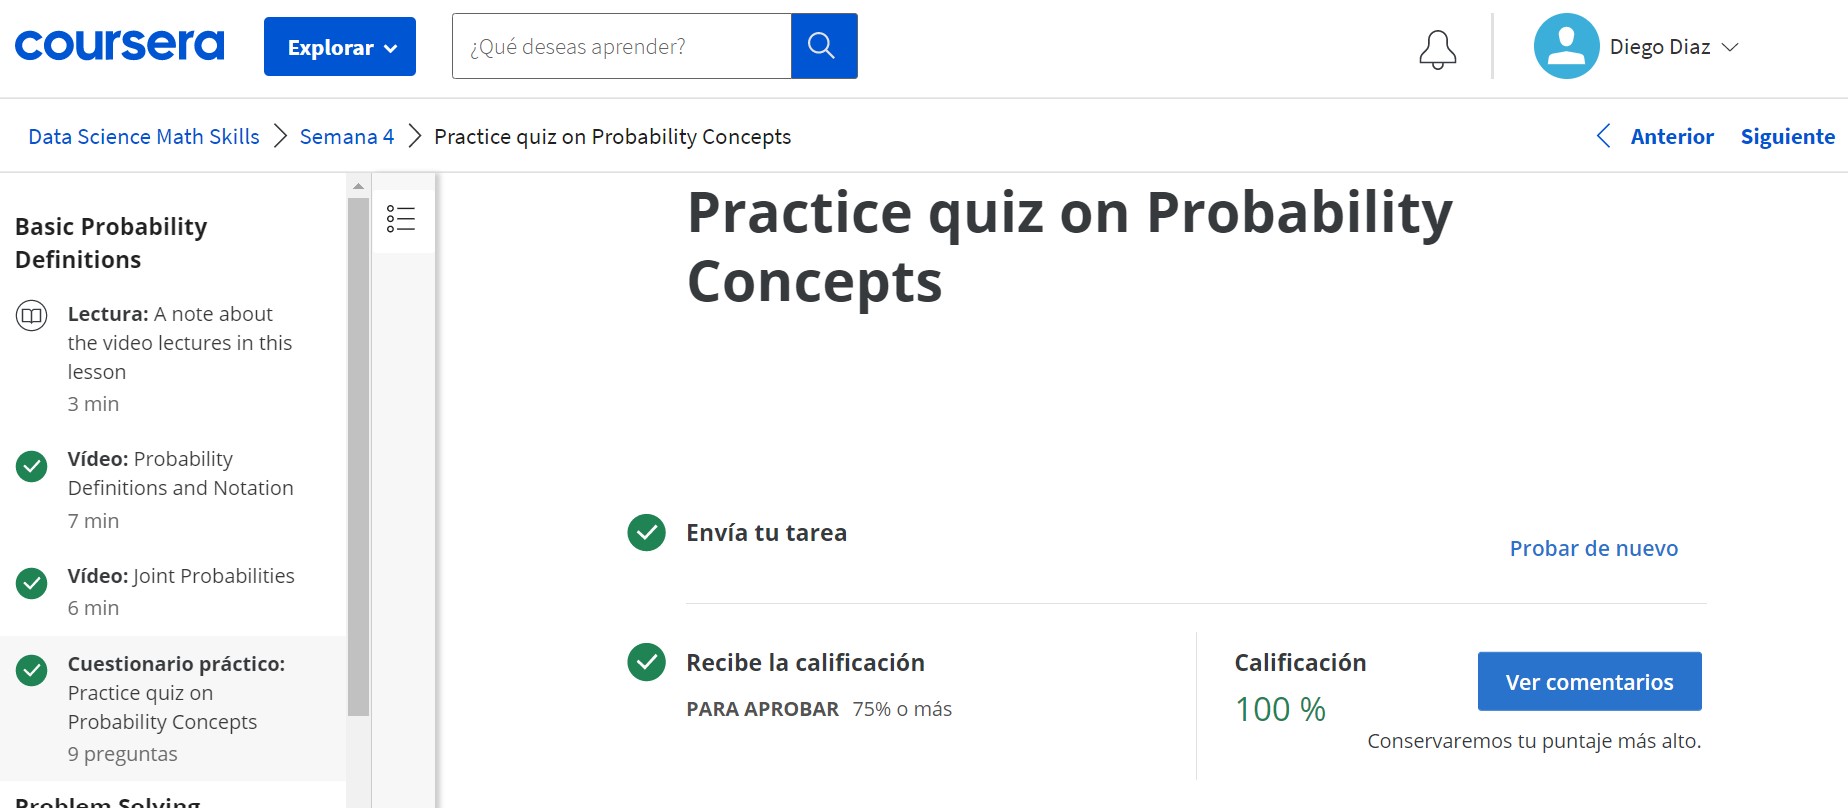 coursera
Explorar
¿Qué deseas aprender?
Diego Diaz
Data Science Math Skills
Semana 4
Practice quiz on Probability Concepts
Anterior
Siguiente
Basic Probability
Definitions
Lectura: A note about
the video lectures in this
lesson
3 min
Vídeo: Probability
Definitions and Notation
7 min
Vídeo: Joint Probabilities
6 min
Cuestionario práctico:
Practice quiz on
Probability Concepts
9 preguntas
Problem Solving
Practice quiz on Probability
Concepts
Envía tu tarea
Probar de nuevo
Recibe la calificación
PARA APROBAR 75% o más
Calificación
100 %
Ver comentarios
Conservaremos tu puntaje más alto.